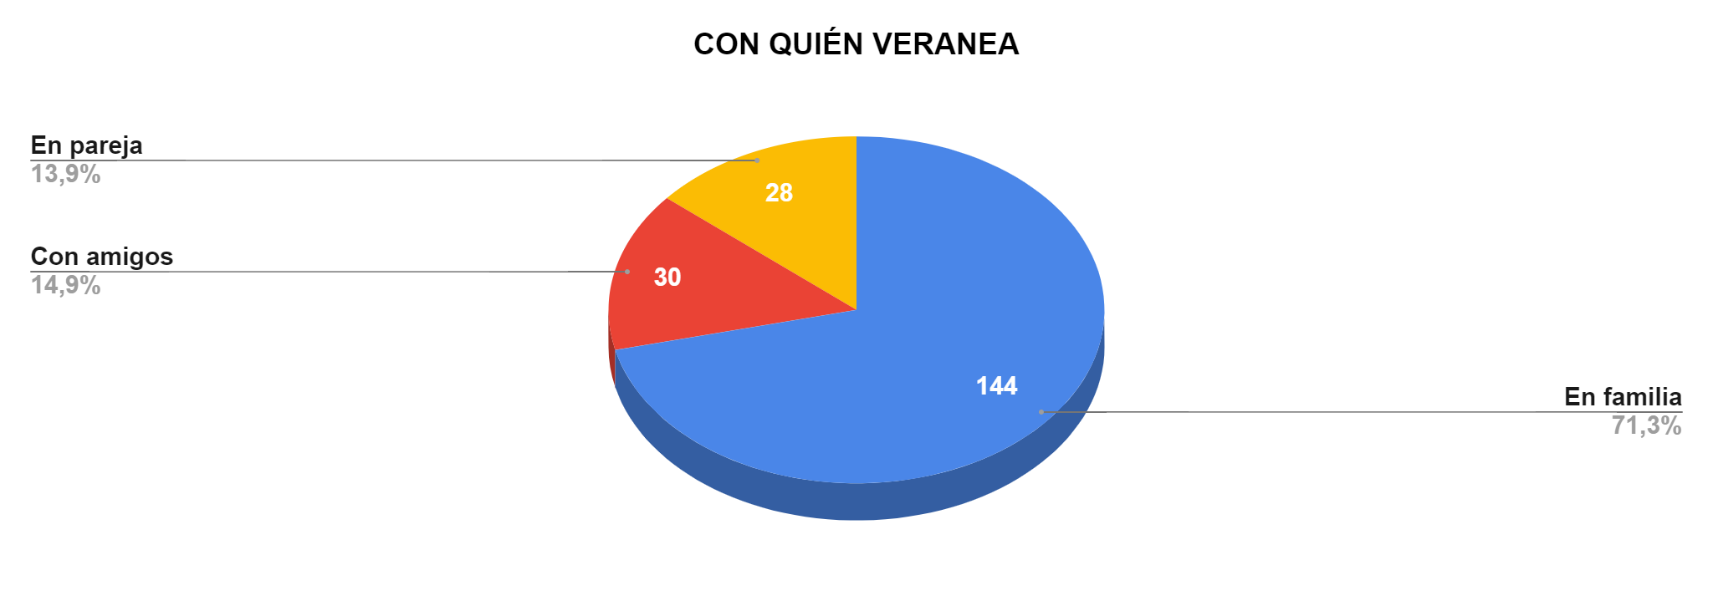 CON QUIÉN VERANEA
En pareja
13,9%
28
Con amigos
14,9%
30
144
En familia
71,3%